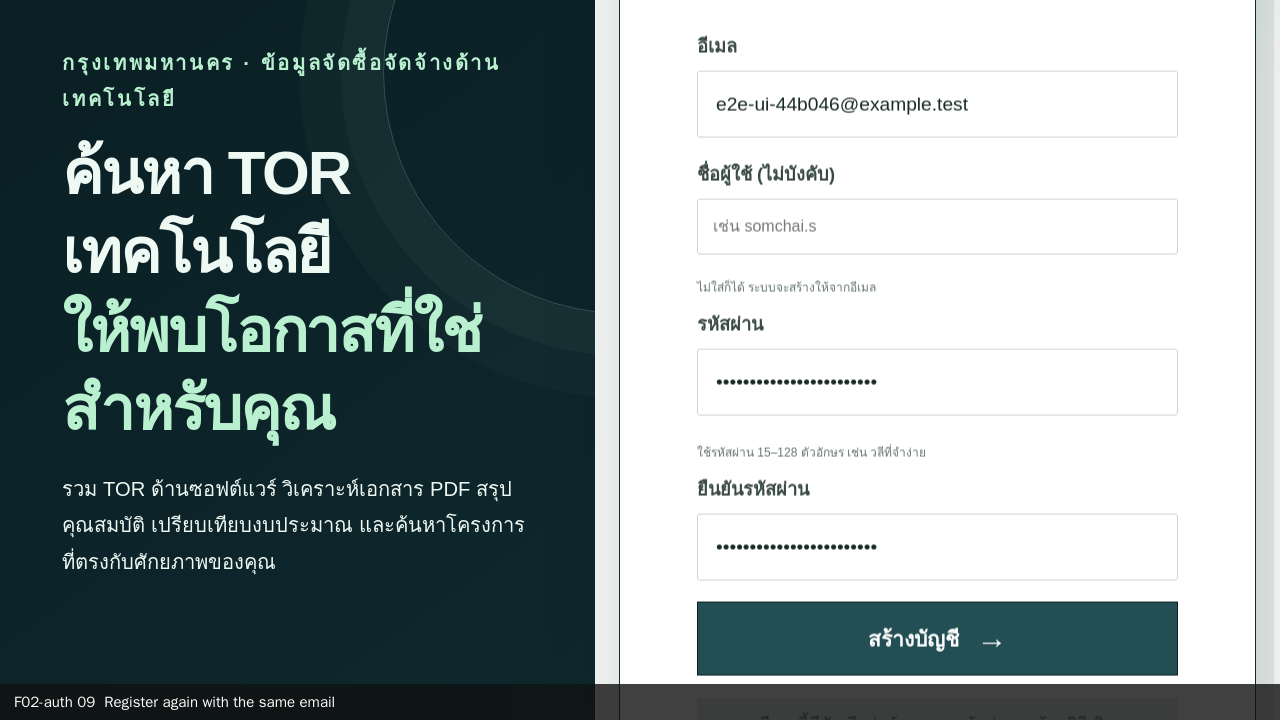 กรุงเทพมหานคร · ข้อมูลจัดซื้อจัดจ้างด้าน
เทคโนโลยี
ค้นหา TOR
เทคโนโลยี
ให้พบโอกาสที่ใช่
สำหรับคุณ
รวม TOR ด้านซอฟต์แวร์ วิเคราะห์เอกสาร PDF สรุป
คุณสมบัติ เปรียบเทียบงบประมาณ และค้นหาโครงการ
ที่ตรงกับศักยภาพของคุณ
อีเมล
e2e-ui-44b046@example.test
ชื่อผู้ใช้ (ไม่บังคับ)
เช่น somchai.s
ไม่ใส่ก็ได้ ระบบจะสร้างให้จากอีเมล
รหัสผ่าน
••••••••••••••••••••••••
ใช้รหัสผ่าน 15–128 ตัวอักษร เช่น วลีที่จำง่าย
ยืนยันรหัสผ่าน
••••••••••••••••••••••••
สร้างบัญชี →
F02-auth 09 Register again with the same email